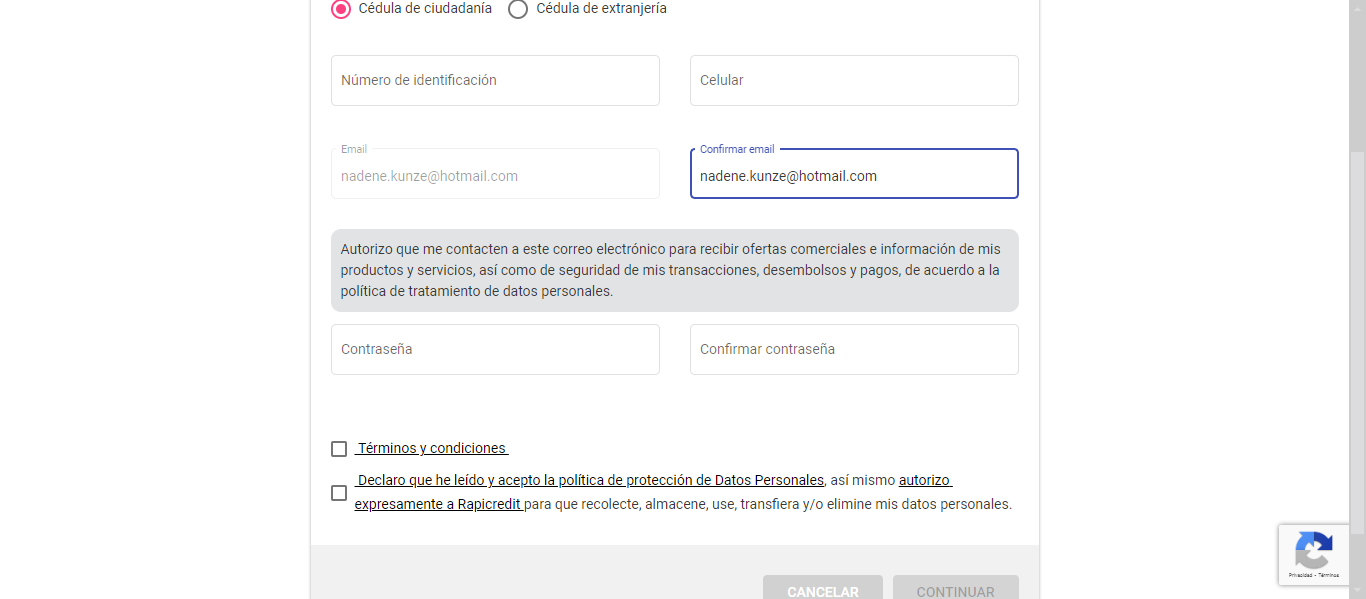 Cédula de ciudadanía Cédula de extranjería
Número de identificación Celular
Email Confirmar email
nadene.kunze@hotmail.com nadene.kunze@hotmail.com
Autorizo que me contacten a este correo electrónico para recibir ofertas comerciales e información de mis
productos y servicios, así como de seguridad de mis transacciones, desembolsos y pagos, de acuerdo a la
política de tratamiento de datos personales.
Contraseña Confirmar contraseña
Términos y condiciones
Declaro que he leído y acepto la política de protección de Datos Personales, así mismo autorizo
expresamente a Rapicredit para que recolecte, almacene, use, transfiera y/o elimine mis datos personales.
Privacidad - Términos
CANCELAR CONTINUAR